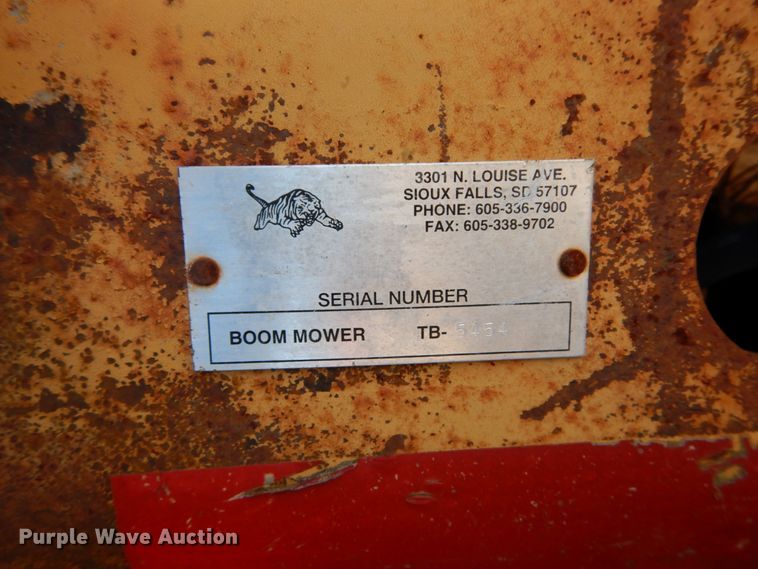 3301 N. LOUISE AVE.
SIOUX FALLS, SD 57107
PHONE: 605-336-7900
FAX: 605-338-9702
SERIAL NUMBER
BOOM MOWER TB- 5454
Purple Wave Auction